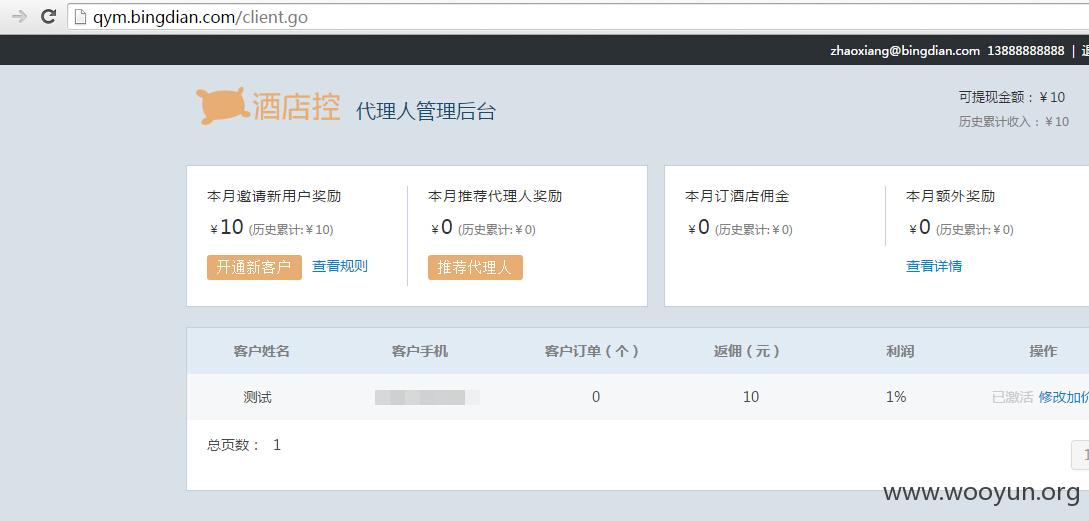 qym.bingdian.com/client.go
zhaoxiang@bingdian.com 13888888888 |
酒店控 代理人管理后台
可提现金额：￥10
历史累计收入：￥10
本月邀请新用户奖励
￥10 (历史累计:￥10)
开通新客户 查看规则
本月推荐代理人奖励
￥0 (历史累计:￥0)
推荐代理人
本月订酒店佣金
￥0 (历史累计:￥0)
本月额外奖励
￥0 (历史累计:￥0)
查看详情
客户姓名 客户手机 客户订单（个） 返佣（元） 利润 操作
测试 0 10 1% 已激活 修改加价
总页数： 1
1
www.wooyun.org